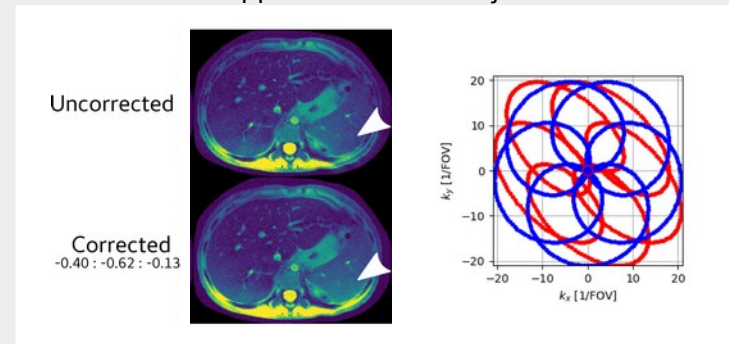 Uncorrected
Corrected
-0.40 : -0.62 : -0.13
20
10
0
−10
−20
−20 −10 0 10 20
k_y [1/FOV]
k_x [1/FOV]